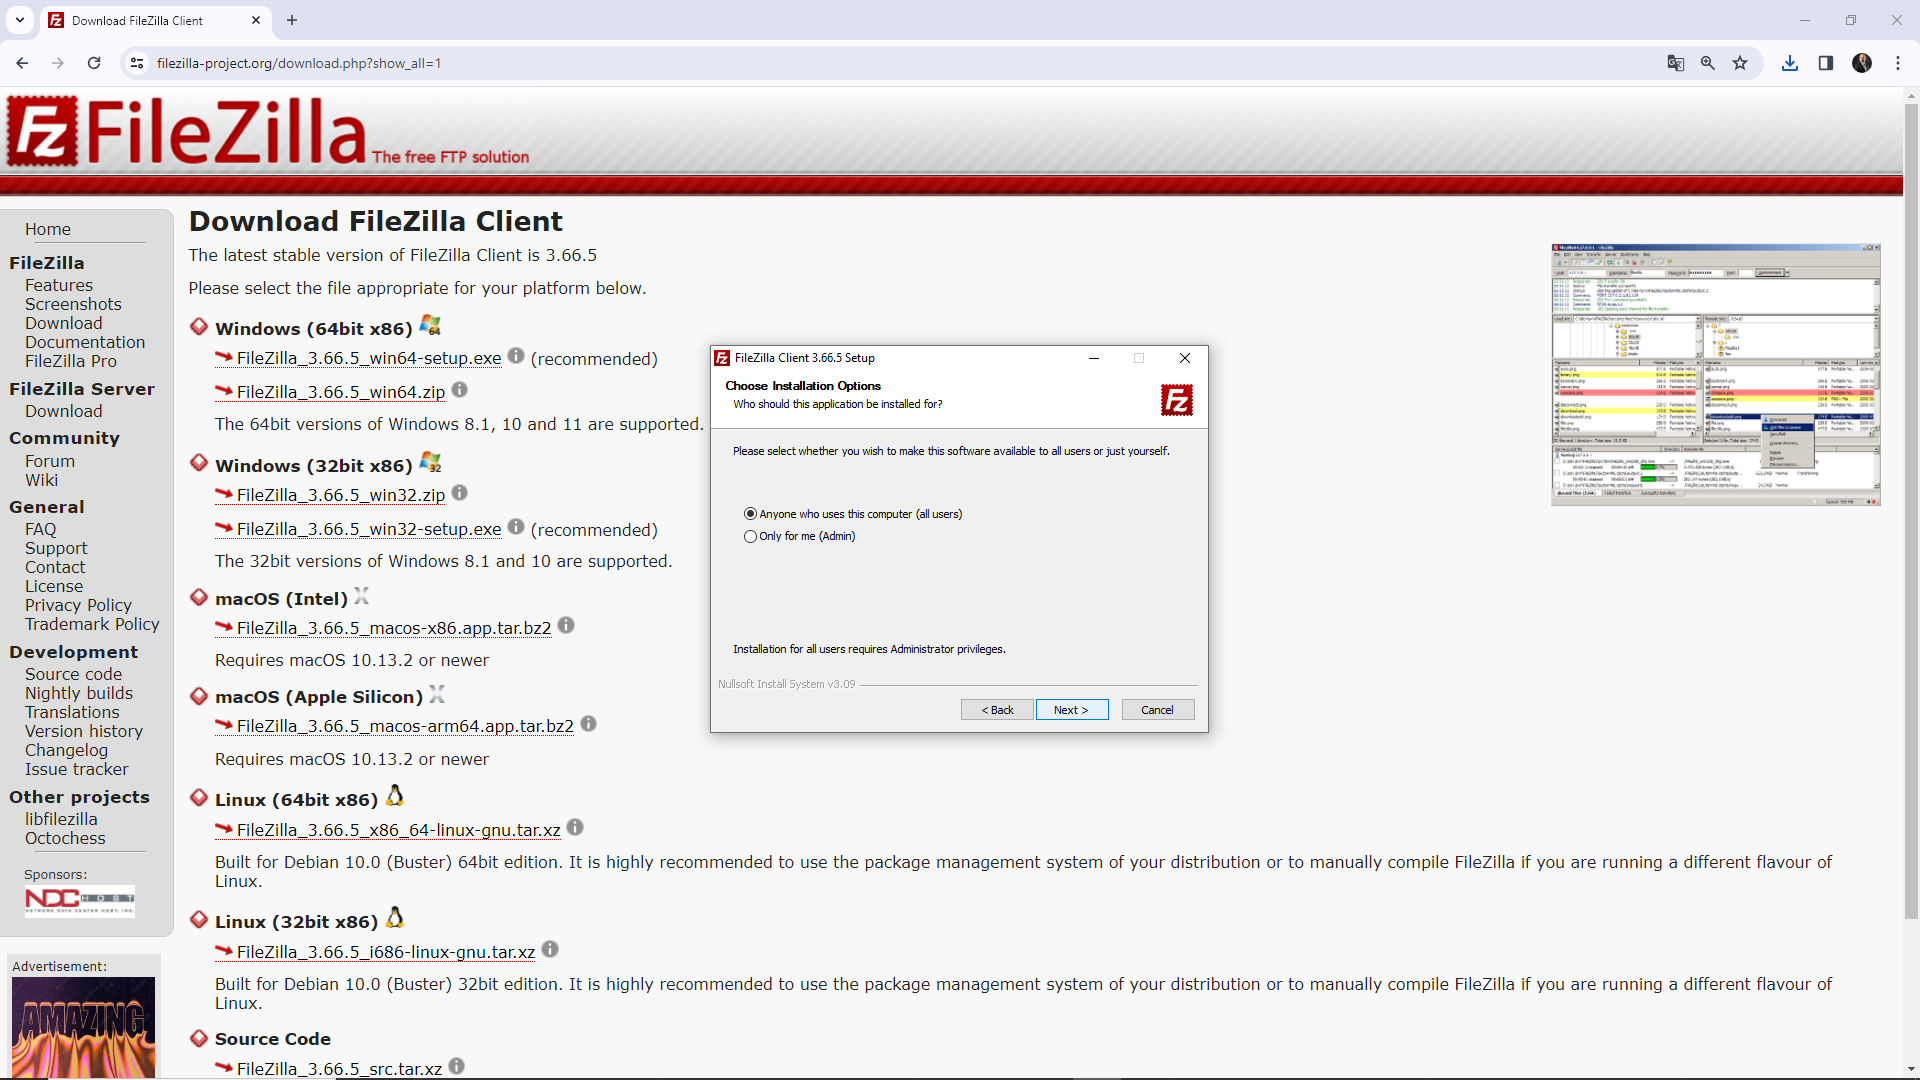 Download FileZilla Client
filezilla-project.org/download.php?show_all=1
Fz FileZilla The free FTP solution
Home
FileZilla
Features
Screenshots
Download
Documentation
FileZilla Pro
FileZilla Server
Download
Community
Forum
Wiki
General
FAQ
Support
Contact
License
Privacy Policy
Trademark Policy
Development
Source code
Nightly builds
Translations
Version history
Changelog
Issue tracker
Other projects
libfilezilla
Octochess
Sponsors:
NDC HOST
NETWORK DATA CENTER HOST, INC.
Advertisement:
AMAZING
Download FileZilla Client
The latest stable version of FileZilla Client is 3.66.5
Please select the file appropriate for your platform below.
Windows (64bit x86) 64
FileZilla_3.66.5_win64-setup.exe (recommended)
FileZilla_3.66.5_win64.zip
The 64bit versions of Windows 8.1, 10 and 11 are supported.
Windows (32bit x86) 32
FileZilla_3.66.5_win32.zip
FileZilla_3.66.5_win32-setup.exe (recommended)
The 32bit versions of Windows 8.1 and 10 are supported.
macOS (Intel)
FileZilla_3.66.5_macos-x86.app.tar.bz2
Requires macOS 10.13.2 or newer
macOS (Apple Silicon)
FileZilla_3.66.5_macos-arm64.app.tar.bz2
Requires macOS 10.13.2 or newer
Linux (64bit x86)
FileZilla_3.66.5_x86_64-linux-gnu.tar.xz
Built for Debian 10.0 (Buster) 64bit edition. It is highly recommended to use the package management system of your distribution or to manually compile FileZilla if you are running a different flavour of
Linux.
Linux (32bit x86)
FileZilla_3.66.5_i686-linux-gnu.tar.xz
Built for Debian 10.0 (Buster) 32bit edition. It is highly recommended to use the package management system of your distribution or to manually compile FileZilla if you are running a different flavour of
Linux.
Source Code
FileZilla_3.66.5_src.tar.xz
FileZilla Client 3.66.5 Setup
Choose Installation Options
Who should this application be installed for?
Fz
Please select whether you wish to make this software available to all users or just yourself.
Anyone who uses this computer (all users)
Only for me (Admin)
Installation for all users requires Administrator privileges.
Nullsoft Install System v3.09
< Back
Next >
Cancel